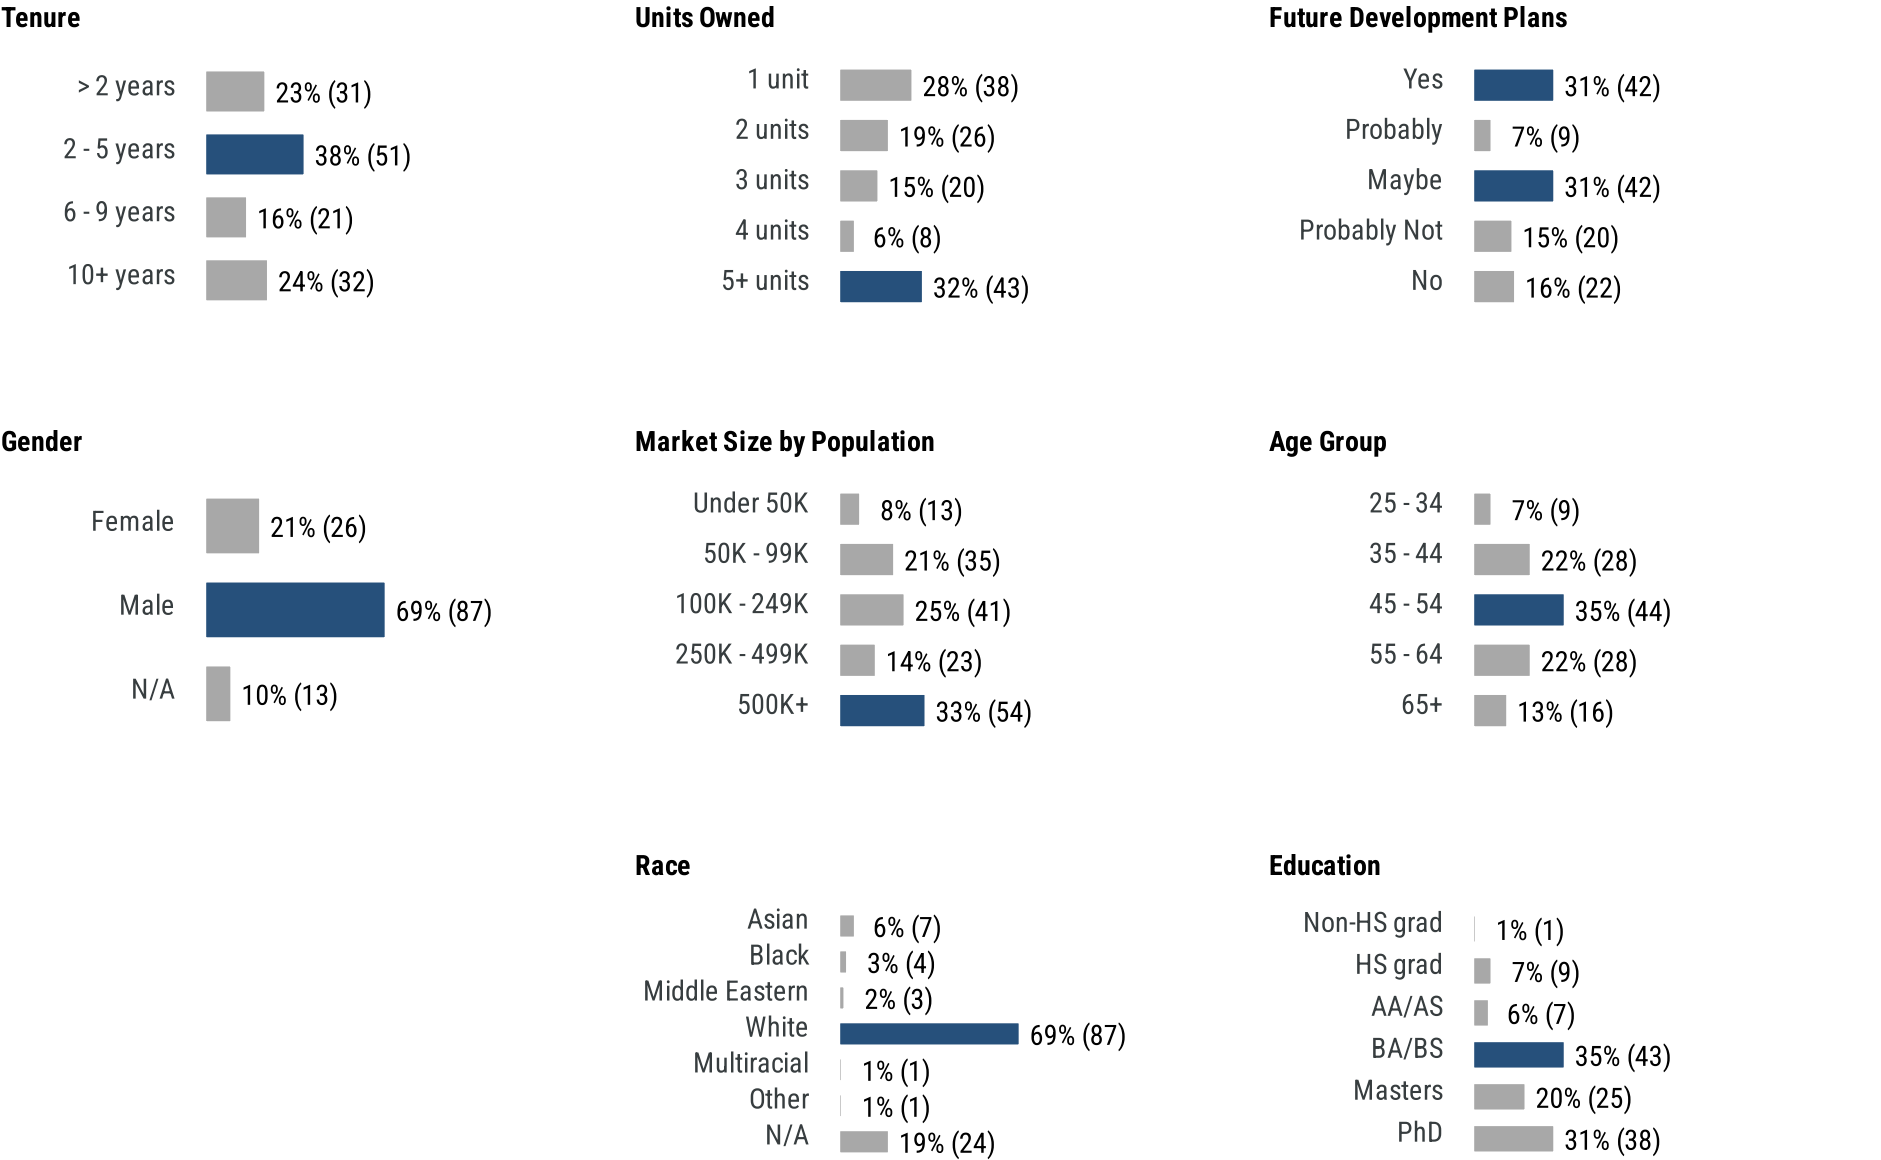 Tenure
> 2 years 23% (31)
2 - 5 years 38% (51)
6 - 9 years 16% (21)
10+ years 24% (32)
Units Owned
1 unit 28% (38)
2 units 19% (26)
3 units 15% (20)
4 units 6% (8)
5+ units 32% (43)
Future Development Plans
Yes 31% (42)
Probably 7% (9)
Maybe 31% (42)
Probably Not 15% (20)
No 16% (22)
Gender
Female 21% (26)
Male 69% (87)
N/A 10% (13)
Market Size by Population
Under 50K 8% (13)
50K - 99K 21% (35)
100K - 249K 25% (41)
250K - 499K 14% (23)
500K+ 33% (54)
Age Group
25 - 34 7% (9)
35 - 44 22% (28)
45 - 54 35% (44)
55 - 64 22% (28)
65+ 13% (16)
Race
Asian 6% (7)
Black 3% (4)
Middle Eastern 2% (3)
White 69% (87)
Multiracial 1% (1)
Other 1% (1)
N/A 19% (24)
Education
Non-HS grad 1% (1)
HS grad 7% (9)
AA/AS 6% (7)
BA/BS 35% (43)
Masters 20% (25)
PhD 31% (38)